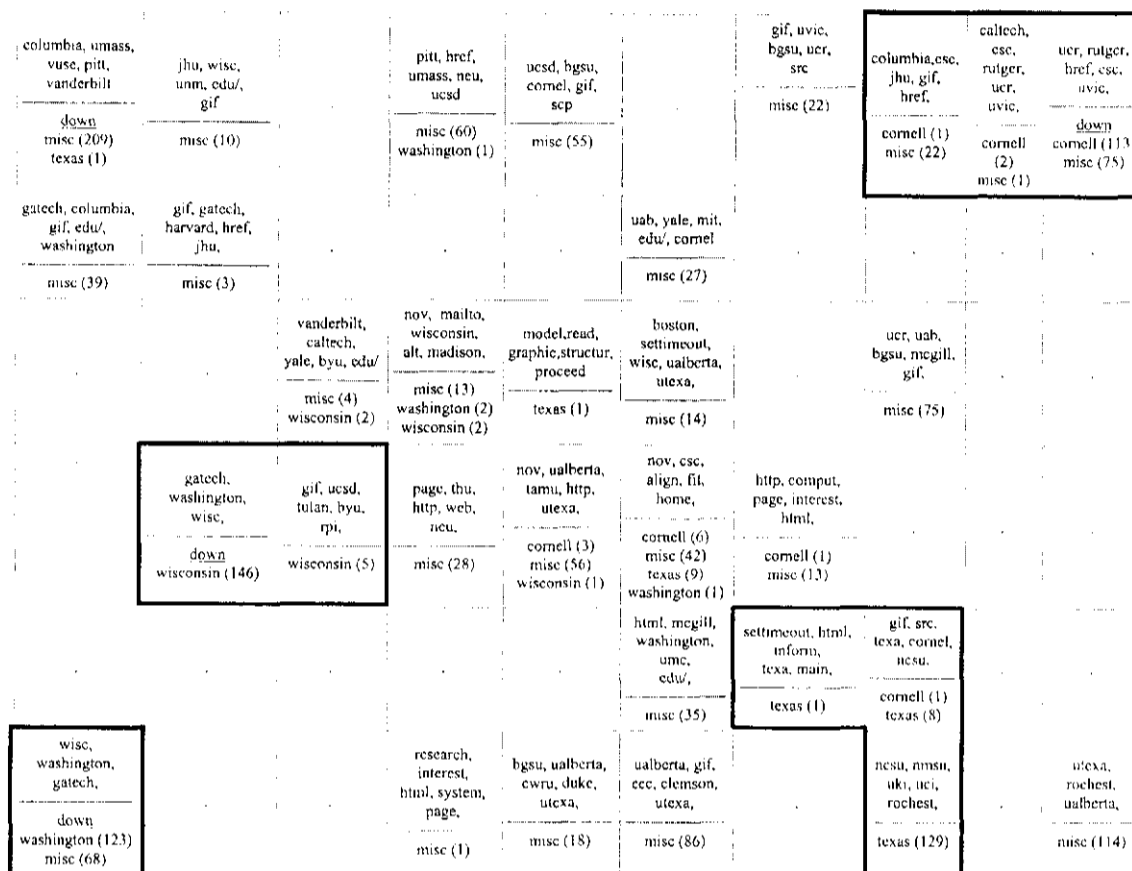 columbia, umass,
vuse, pitt,
vanderbilt
down
misc (209)
texas (1)
jhu, wisc,
unm, edu/,
gif
misc (10)
pitt, href,
umass, neu,
ucsd
misc (60)
washington (1)
ucsd, bgsu,
cornel, gif,
scp
misc (55)
gif, uvic,
bgsu, ucr,
src
misc (22)
columbia,csc,
jhu, gif,
href,
cornell (1)
misc (22)
caltech,
csc,
rutger,
ucr,
uvic,
cornell
(2)
misc (1)
ucr, rutger,
href, csc,
uvic,
down
cornell (113
misc (75)
gatech, columbia,
gif, edu/,
washington
misc (39)
gif, gatech,
harvard, href,
jhu,
misc (3)
uab, yale, mit,
edu/, cornel
misc (27)
vanderbilt,
caltech,
yale, byu, edu/
misc (4)
wisconsin (2)
nov, mailto,
wisconsin,
alt, madison,
misc (13)
washington (2)
wisconsin (2)
model,read,
graphic,structur,
proceed
texas (1)
boston,
settimeout,
wisc, ualberta,
utexa,
misc (14)
ucr, uab,
bgsu, mcgill,
gif,
misc (75)
gatech,
washington,
wisc,
down
wisconsin (146)
gif, ucsd,
tulan, byu,
rpi,
wisconsin (5)
page, thu,
http, web,
neu,
misc (28)
nov, ualberta,
tamu, http,
utexa,
cornell (3)
misc (56)
wisconsin (1)
nov, csc,
align, fit,
home,
cornell (6)
misc (42)
texas (9)
washington (1)
http, comput,
page, interest,
html,
cornell (1)
misc (13)
html, mcgill,
washington,
umc,
edu/,
misc (35)
settimeout, html,
inform,
texa, main,
texas (1)
gif, src,
texa, cornel,
ncsu,
cornell (1)
texas (8)
wisc,
washington,
gatech,
down
washington (123)
misc (68)
research,
interest,
html, system,
page,
misc (1)
bgsu, ualberta,
cwru, duke,
utexa,
misc (18)
ualberta, gif,
ecc, clemson,
utexa,
misc (86)
ncsu, nmsu,
uki, uci,
rochest,
texas (129)
utexa,
rochest,
ualberta,
misc (114)